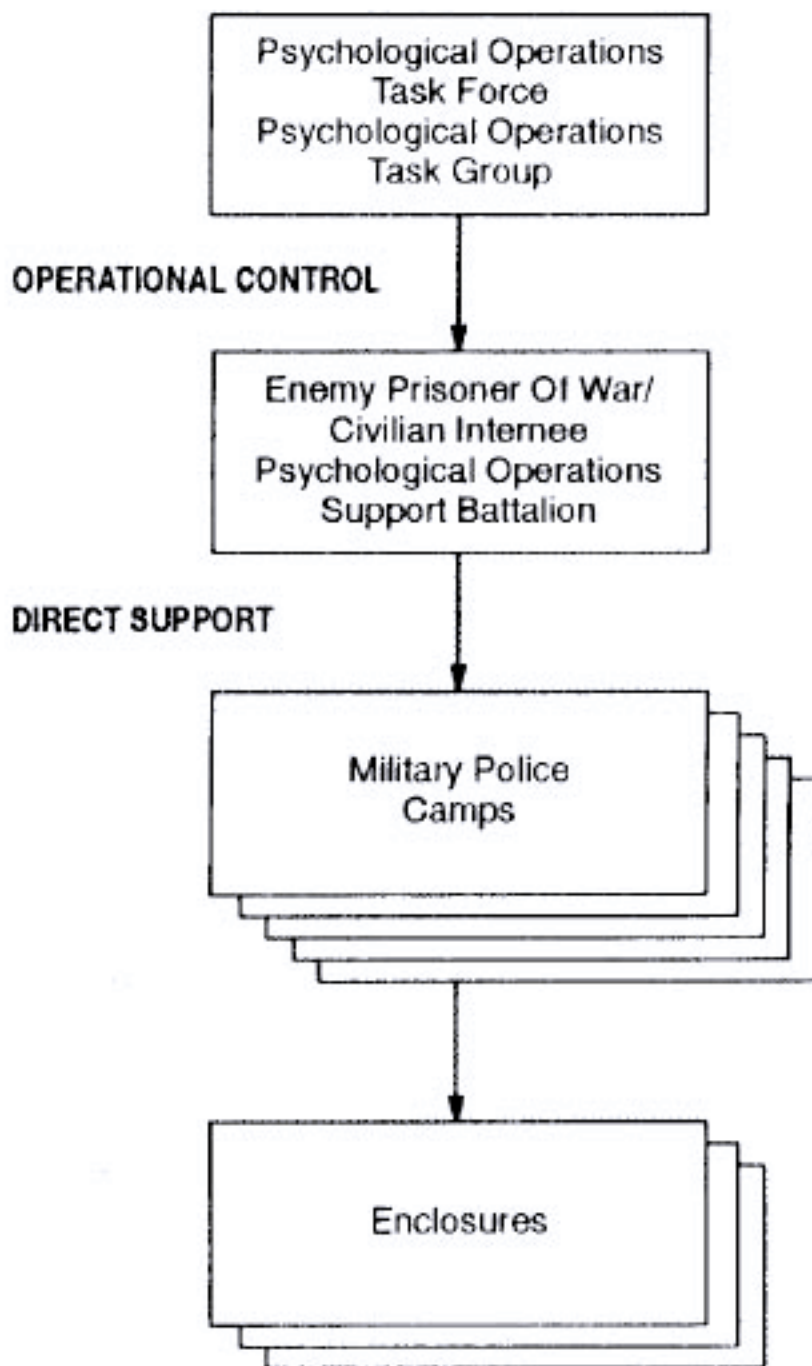 Psychological Operations
Task Force
Psychological Operations
Task Group
OPERATIONAL CONTROL
Enemy Prisoner Of War/
Civilian Internee
Psychological Operations
Support Battalion
DIRECT SUPPORT
Military Police
Camps
Enclosures